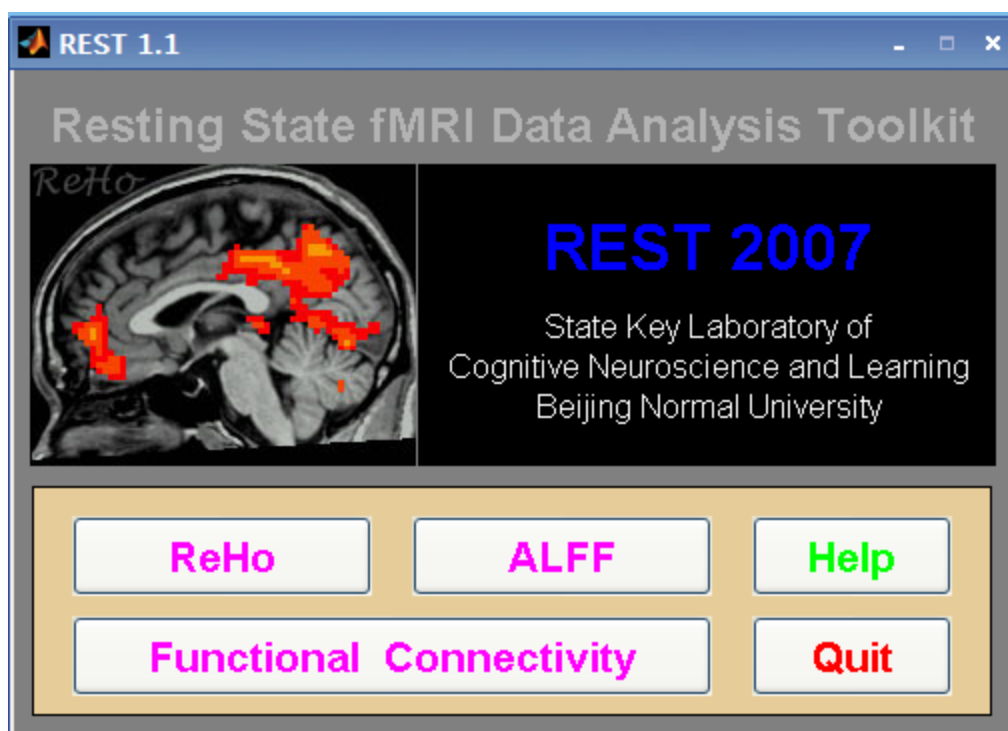 REST 1.1
Resting State fMRI Data Analysis Toolkit
ReHo
REST 2007
State Key Laboratory of
Cognitive Neuroscience and Learning
Beijing Normal University
ReHo
ALFF
Help
Functional Connectivity
Quit